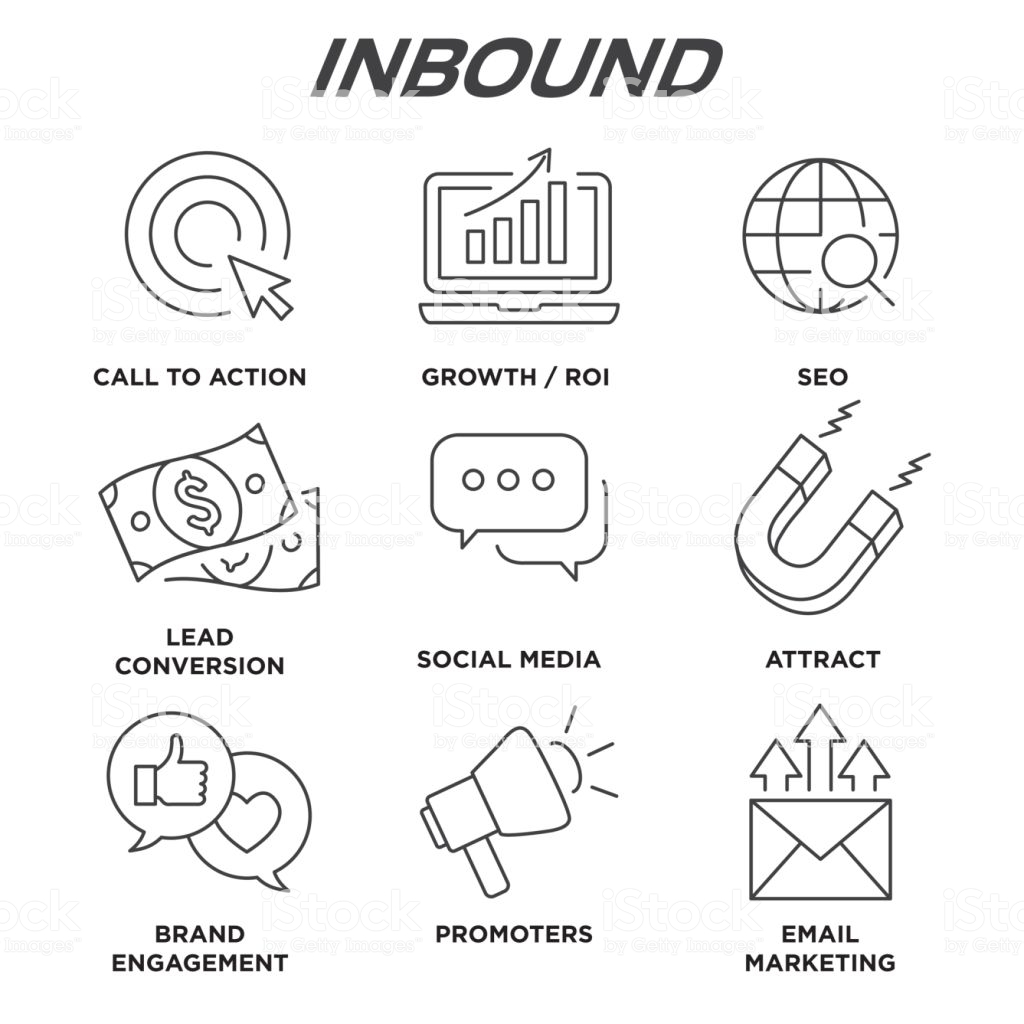 INBOUND
CALL TO ACTION
GROWTH / ROI
SEO
LEAD
CONVERSION
SOCIAL MEDIA
ATTRACT
BRAND
ENGAGEMENT
PROMOTERS
EMAIL
MARKETING
iStock
by Getty Images™